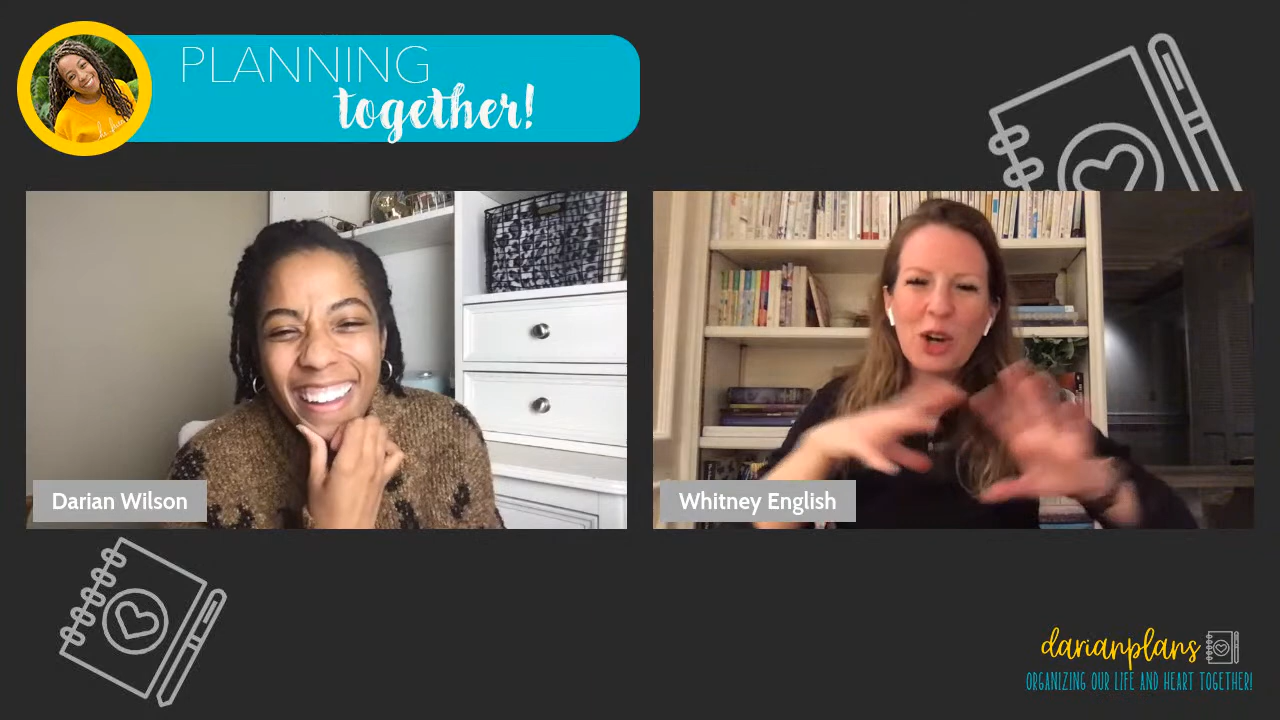 PLANNING
together!
Darian Wilson
Whitney English
darianplans
ORGANIZING OUR LIFE AND HEART TOGETHER!